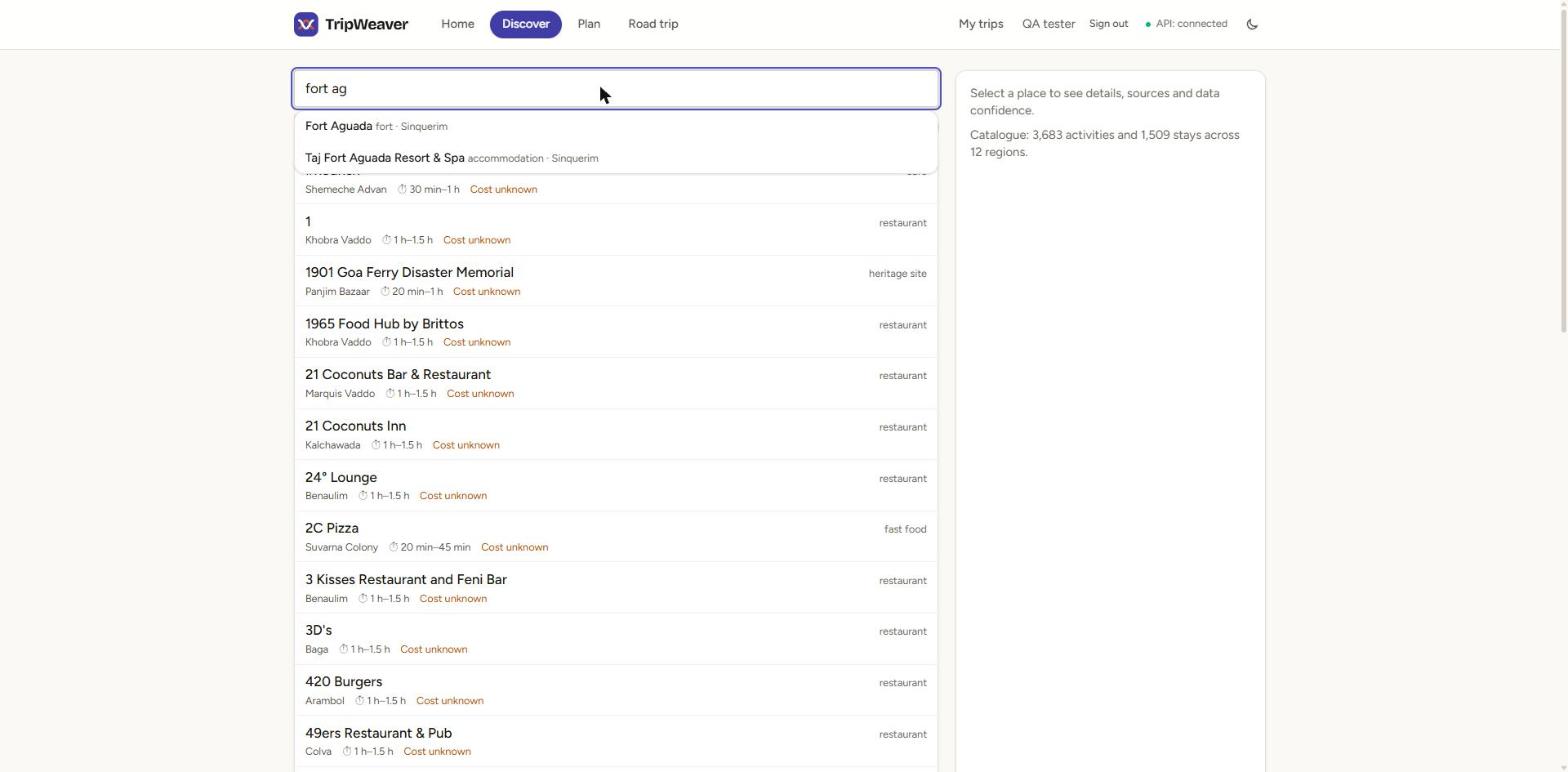 TripWeaver Home Discover Plan Road trip My trips QA tester Sign out API: connected
fort ag
Fort Aguada fort · Sinquerim
Taj Fort Aguada Resort & Spa accommodation · Sinquerim
Shemeche Advan 30 min–1 h Cost unknown
1 restaurant
Khobra Vaddo 1 h–1.5 h Cost unknown
1901 Goa Ferry Disaster Memorial heritage site
Panjim Bazaar 20 min–1 h Cost unknown
1965 Food Hub by Brittos restaurant
Khobra Vaddo 1 h–1.5 h Cost unknown
21 Coconuts Bar & Restaurant restaurant
Marquis Vaddo 1 h–1.5 h Cost unknown
21 Coconuts Inn restaurant
Kalchawada 1 h–1.5 h Cost unknown
24° Lounge restaurant
Benaulim 1 h–1.5 h Cost unknown
2C Pizza fast food
Suvarna Colony 20 min–45 min Cost unknown
3 Kisses Restaurant and Feni Bar restaurant
Benaulim 1 h–1.5 h Cost unknown
3D's restaurant
Baga 1 h–1.5 h Cost unknown
420 Burgers restaurant
Arambol 1 h–1.5 h Cost unknown
49ers Restaurant & Pub restaurant
Colva 1 h–1.5 h Cost unknown
Select a place to see details, sources and data
confidence.
Catalogue: 3,683 activities and 1,509 stays across
12 regions.